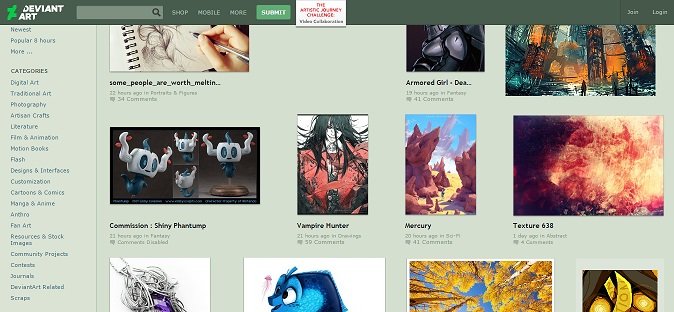 DEVIANT
ART
SHOP
MOBILE
MORE
SUBMIT
THE
ARTISTIC JOURNEY
CHALLENGE:
Video Collaboration
Join
Login
Newest
Popular 8 hours
More ...
CATEGORIES
Digital Art
Traditional Art
Photography
Artisan Crafts
Literature
Film & Animation
Motion Books
Flash
Designs & Interfaces
Customization
Cartoons & Comics
Manga & Anime
Anthro
Fan Art
Resources & Stock
Images
Community Projects
Contests
Journals
DeviantArt Related
Scraps
some_people_are_worth_meltin...
22 hours ago in Portraits & Figures
34 Comments
Armored Girl - Dea...
19 hours ago in Fantasy
41 Comments
Commission : Shiny Phantump
21 hours ago in Fantasy
Comments Disabled
Vampire Hunter
21 hours ago in Drawings
59 Comments
Mercury
20 hours ago in Sci-Fi
41 Comments
Texture 638
1 day ago in Abstract
4 Comments